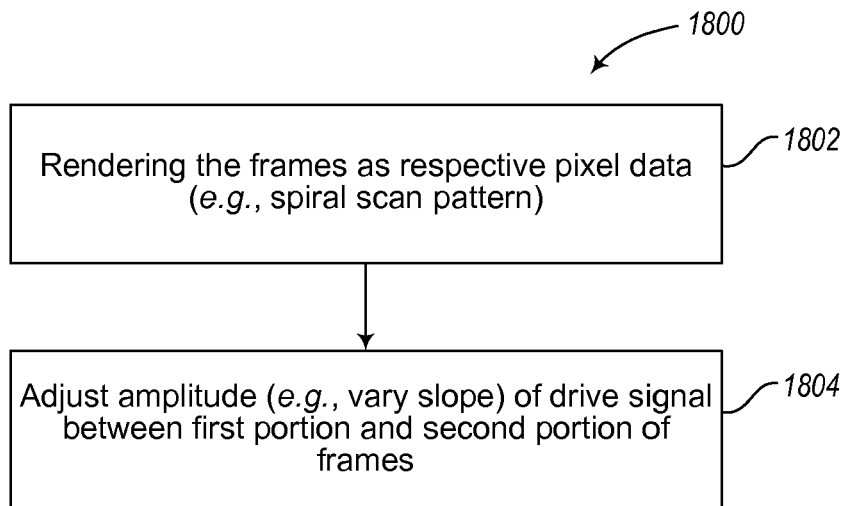 1800
Rendering the frames as respective pixel data
(e.g., spiral scan pattern)
1802
Adjust amplitude (e.g., vary slope) of drive signal
between first portion and second portion of
frames
1804